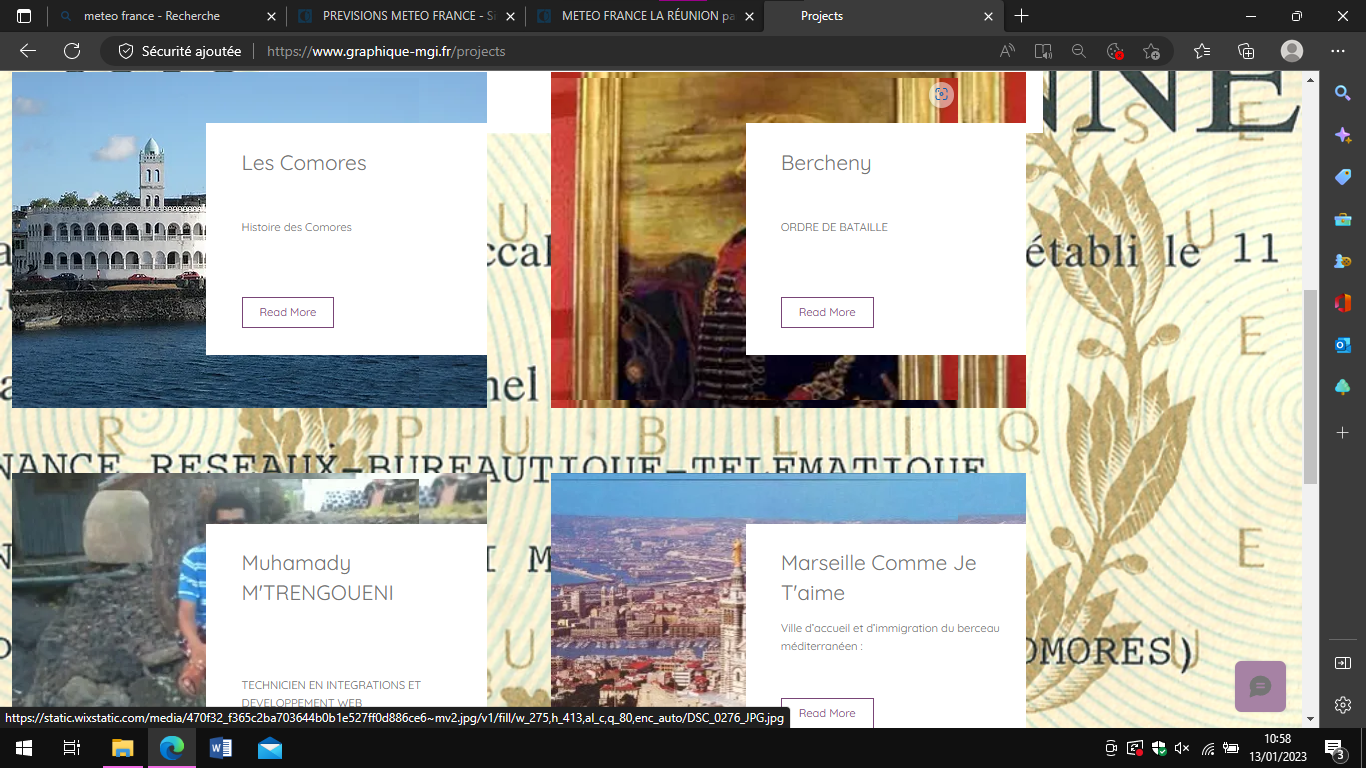 meteo france - Recherche
PREVISIONS METEO FRANCE - Si
METEO FRANCE LA RÉUNION pa
Projects
Sécurité ajoutée
https://www.graphique-mgi.fr/projects
NNE
S E
Les Comores
Histoire des Comores
Read More
Bercheny
ORDRE DE BATAILLE
Read More
U
ccal
U
établi le 11
E
nel
E
R P U B L I Q
NANCE RESEAUX-BUREAUTIQUE-TELEMATIQUE
E
Muhamady
M'TRENGOUENI
TECHNICIEN EN INTEGRATIONS ET
DEVELOPPEMENT WEB
I M
U
Marseille Comme Je
T'aime
Ville d'accueil et d'immigration du berceau
méditerranéen :
Read More
OMORES)
U
https://static.wixstatic.com/media/470f32_f365c2ba703644b0b1e527ff0d886ce6~mv2.jpg/v1/fill/w_275,h_413,al_c,q_80,enc_auto/DSC_0276_JPG.jpg
10:58
13/01/2023
3